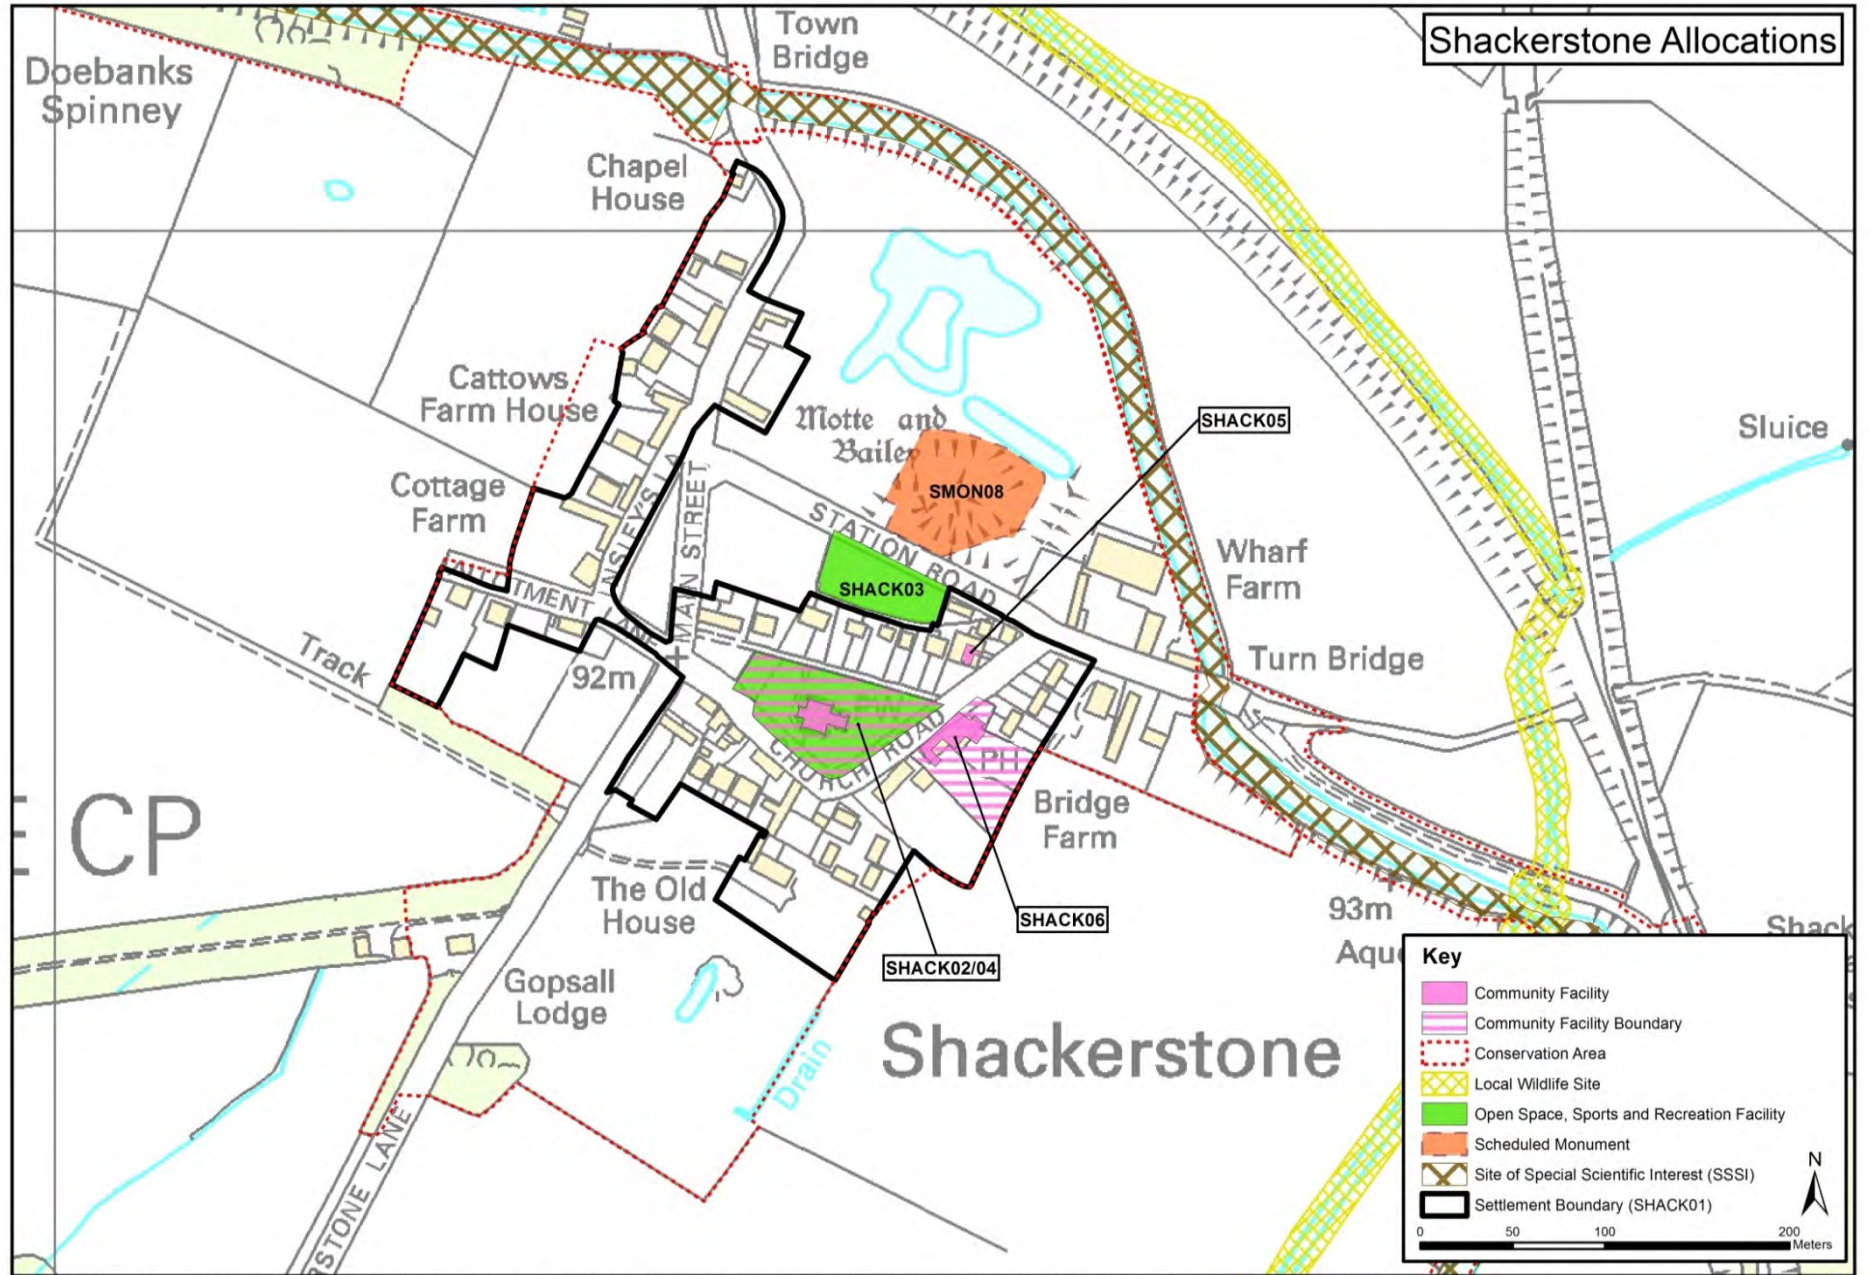 Shackerstone Allocations
Town
Bridge
Doebanks
Spinney
Chapel
House
Cattows
Farm House
Motte and
Bailey
SHACK05
Sluice
Cottage
Farm
SMON08
STATION ROAD
MAIN STREET
Wharf
Farm
SHACK03
ALLOTMENT
LANE
Track
92m
Turn Bridge
CHURCH ROAD
PH
Bridge
Farm
CP
The Old
House
SHACK06
93m
SHACK02/04
Gopsall
Lodge
Shackerstone
Drain
Key
Community Facility
Community Facility Boundary
Conservation Area
Local Wildlife Site
Open Space, Sports and Recreation Facility
Scheduled Monument
Site of Special Scientific Interest (SSSI)
Settlement Boundary (SHACK01)
N
0 50 100 200
Meters